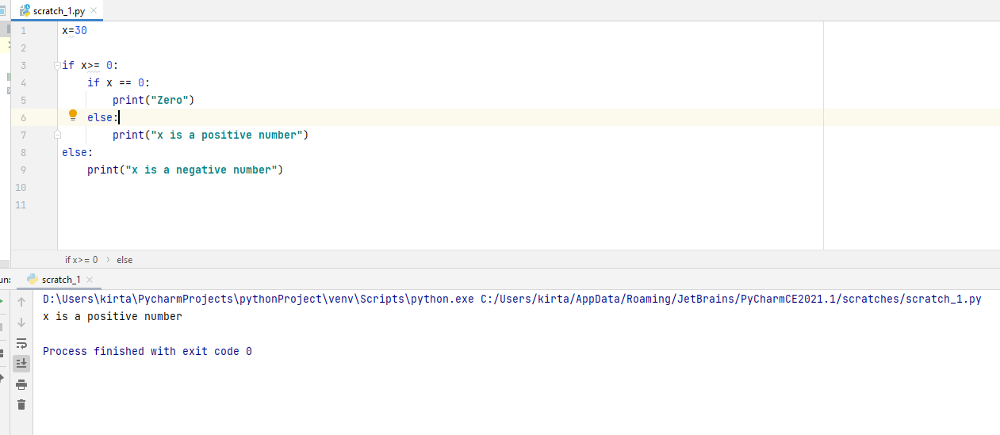 scratch_1.py
1 x=30
2
3 if x>= 0:
4     if x == 0:
5         print("Zero")
6     else:
7         print("x is a positive number")
8 else:
9     print("x is a negative number")
10
11
if x>= 0 › else
un: scratch_1
D:\Users\kirta\PycharmProjects\pythonProject\venv\Scripts\python.exe C:/Users/kirta/AppData/Roaming/JetBrains/PyCharmCE2021.1/scratches/scratch_1.py
x is a positive number
Process finished with exit code 0